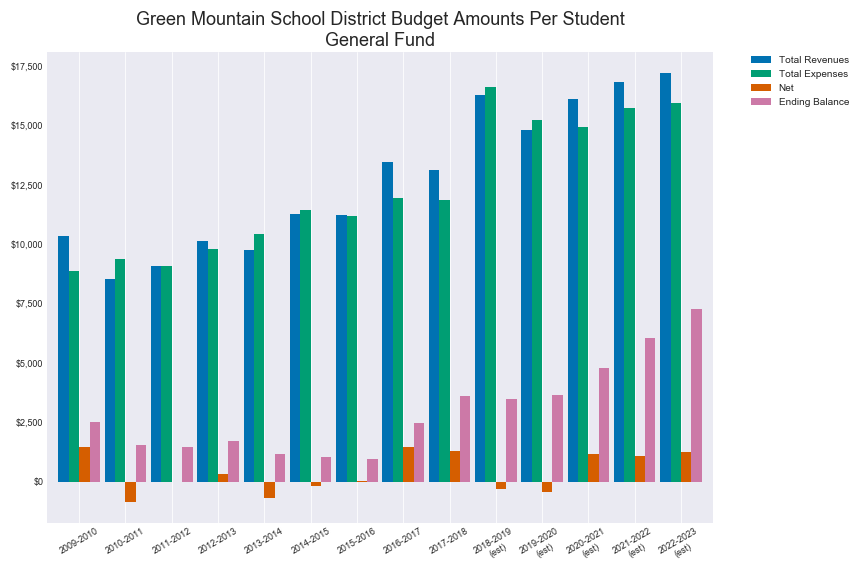 Green Mountain School District Budget Amounts Per Student
General Fund
Total Revenues
Total Expenses
Net
Ending Balance
$17,500
$15,000
$12,500
$10,000
$7,500
$5,000
$2,500
$0
2009-2010
2010-2011
2011-2012
2012-2013
2013-2014
2014-2015
2015-2016
2016-2017
2017-2018
2018-2019
(est)
2019-2020
(est)
2020-2021
(est)
2021-2022
(est)
2022-2023
(est)